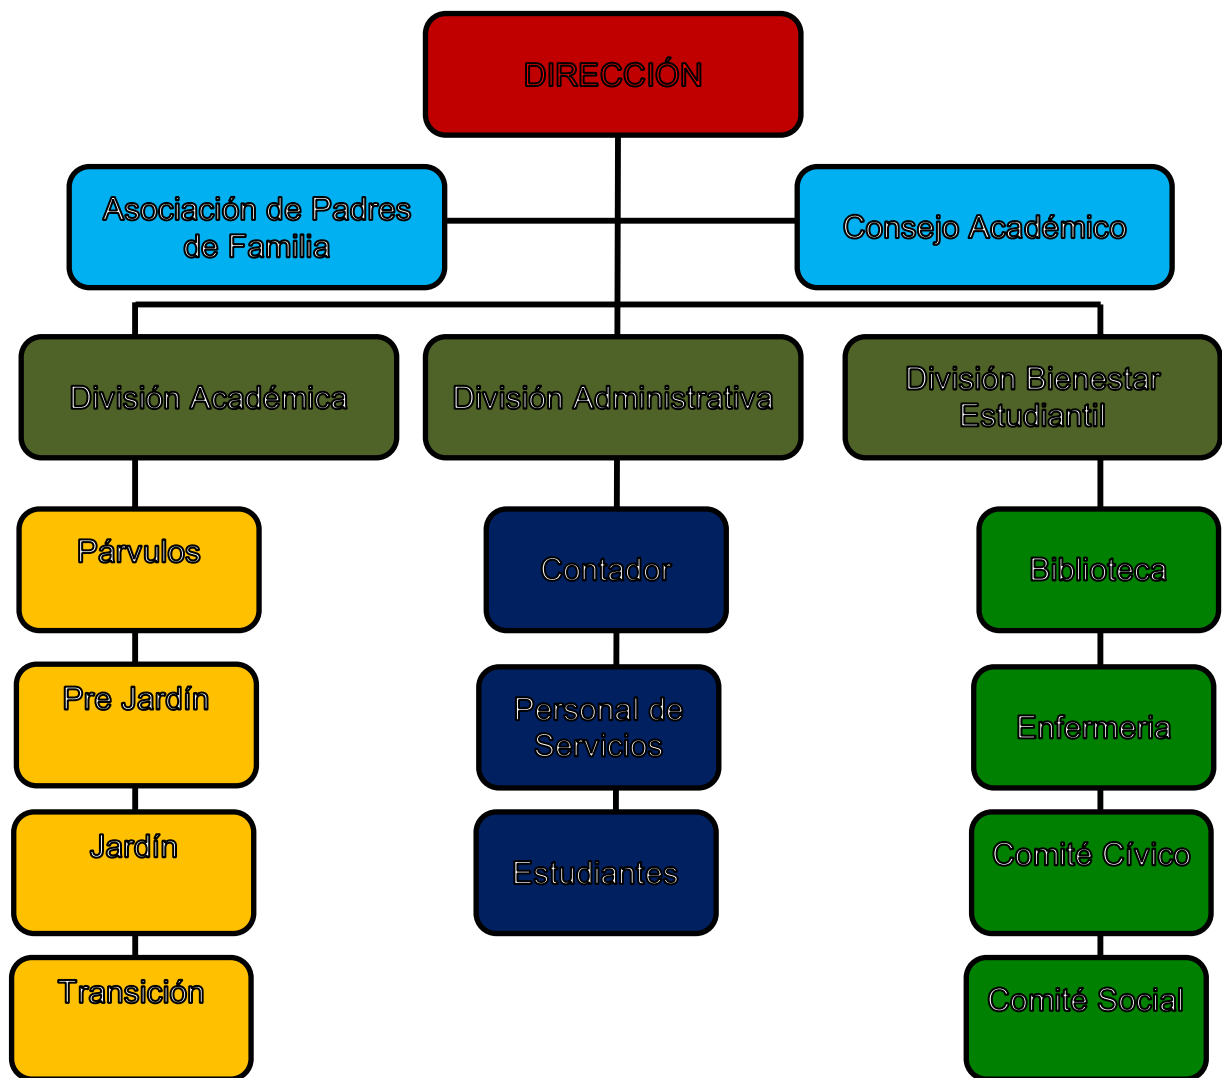 DIRECCIÓN
Asociación de Padres
de Familia
Consejo Académico
División Académica
División Administrativa
División Bienestar
Estudiantil
Párvulos
Contador
Biblioteca
Pre Jardín
Personal de
Servicios
Enfermeria
Jardín
Estudiantes
Comité Cívico
Transición
Comité Social